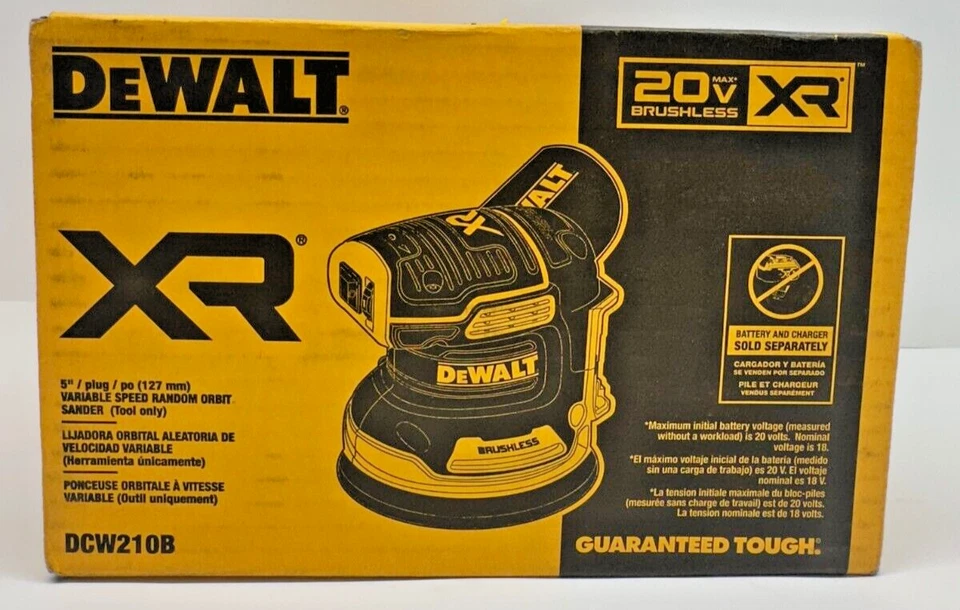 DEWALT®
20V MAX* BRUSHLESS XR®™
XR®
WALT
XR
DEWALT
BRUSHLESS
5" / plug / po (127 mm)
VARIABLE SPEED RANDOM ORBIT
SANDER (Tool only)
LIJADORA ORBITAL ALEATORIA DE
VELOCIDAD VARIABLE
(Herramienta únicamente)
PONCEUSE ORBITALE À VITESSE
VARIABLE (Outil uniquement)
DCW210B
BATTERY AND CHARGER
SOLD SEPARATELY
CARGADOR Y BATERÍA
SE VENDEN POR SEPARADO
PILE ET CHARGEUR
VENDUS SÉPARÉMENT
*Maximum initial battery voltage (measured
without a workload) is 20 volts. Nominal
voltage is 18.
*El máximo voltaje inicial de la batería (medido
sin una carga de trabajo) es 20 V. El voltaje
nominal es 18 V.
*La tension initiale maximale du bloc-piles
(mesurée sans charge de travail) est de 20 volts.
La tension nominale est de 18 volts.
GUARANTEED TOUGH®